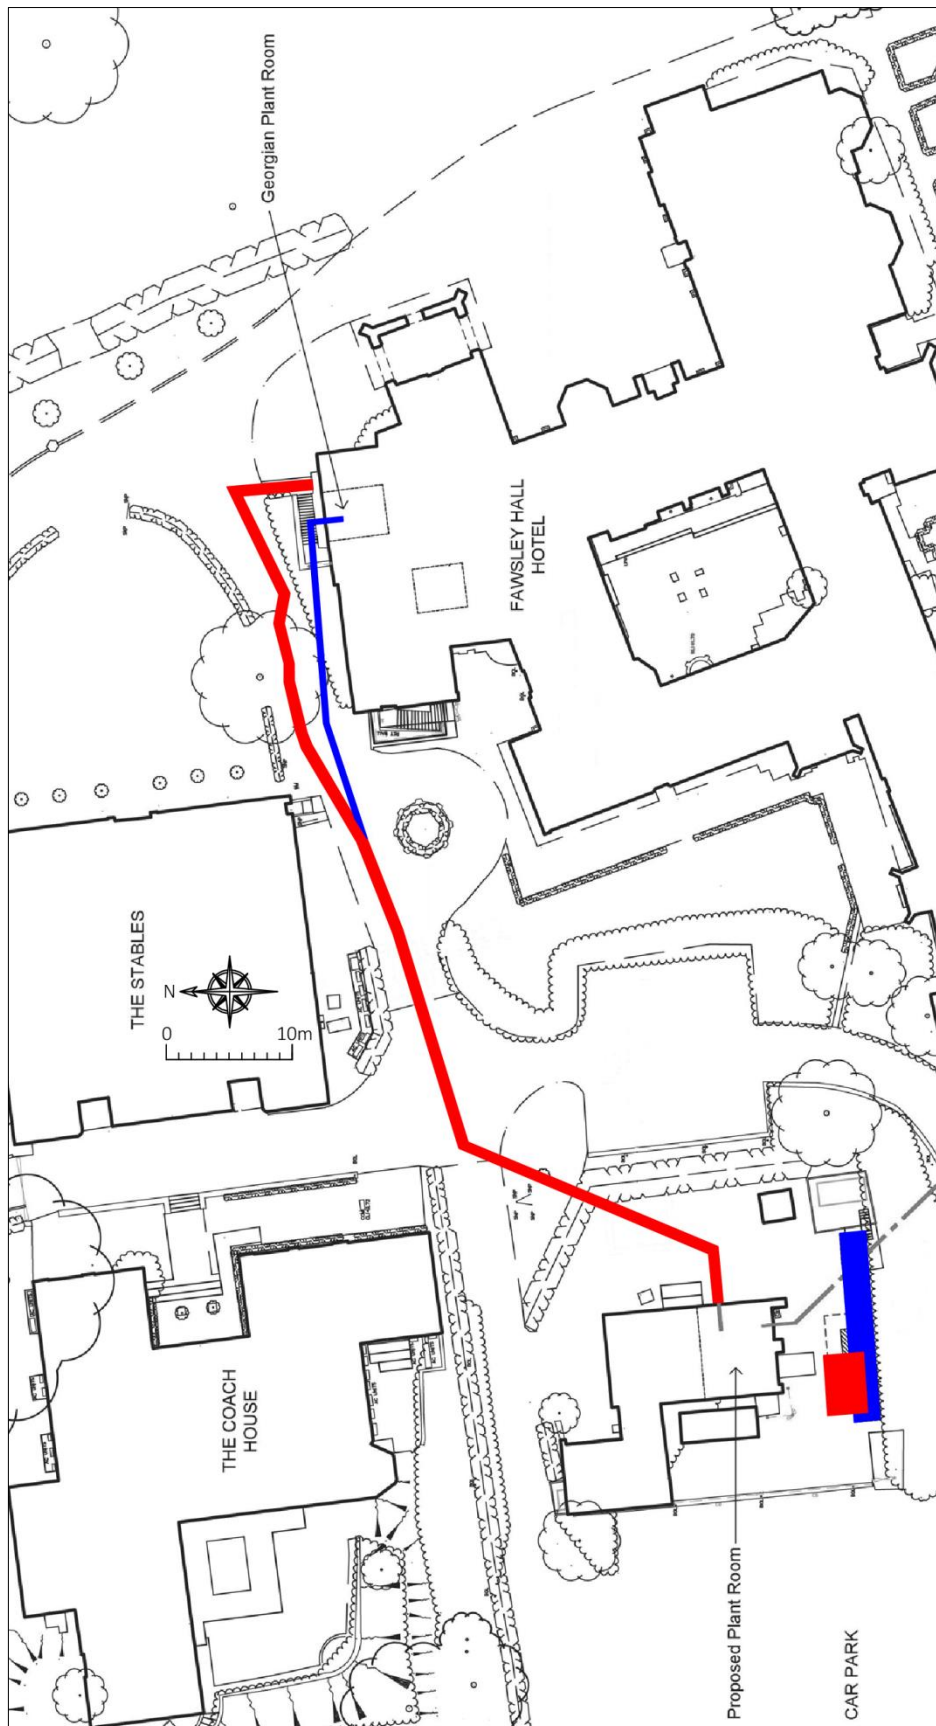 Georgian Plant Room
FAWSLEY HALL
HOTEL
THE STABLES
N
0 10m
THE COACH
HOUSE
Proposed Plant Room
CAR PARK